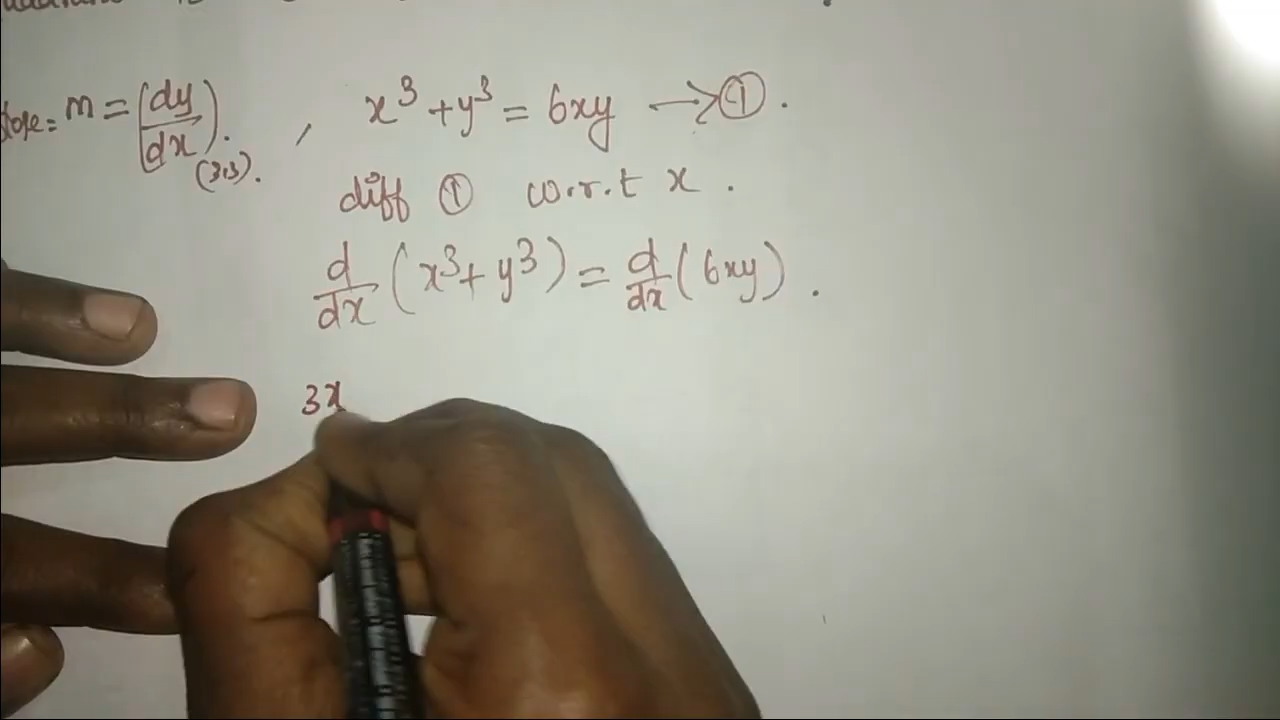 m = (dy/dx)(3,3). , x³ + y³ = 6xy → ①.
diff ① w.r.t x .
d/dx (x³ + y³) = d/dx (6xy) .
3x